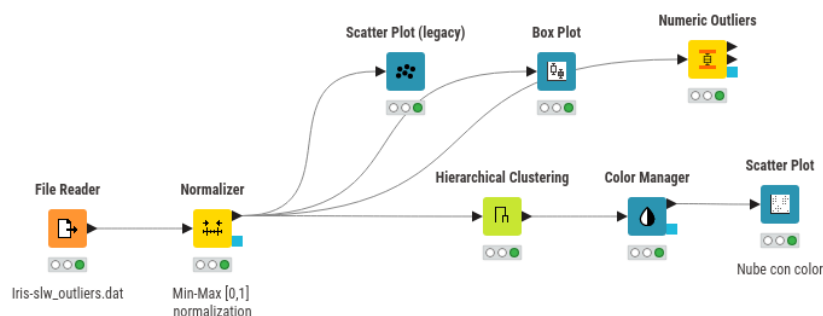 Numeric Outliers
Scatter Plot (legacy)
Box Plot
File Reader
Normalizer
Hierarchical Clustering
Color Manager
Scatter Plot
Iris-slw_outliers.dat
Min-Max [0,1]
normalization
Nube con color